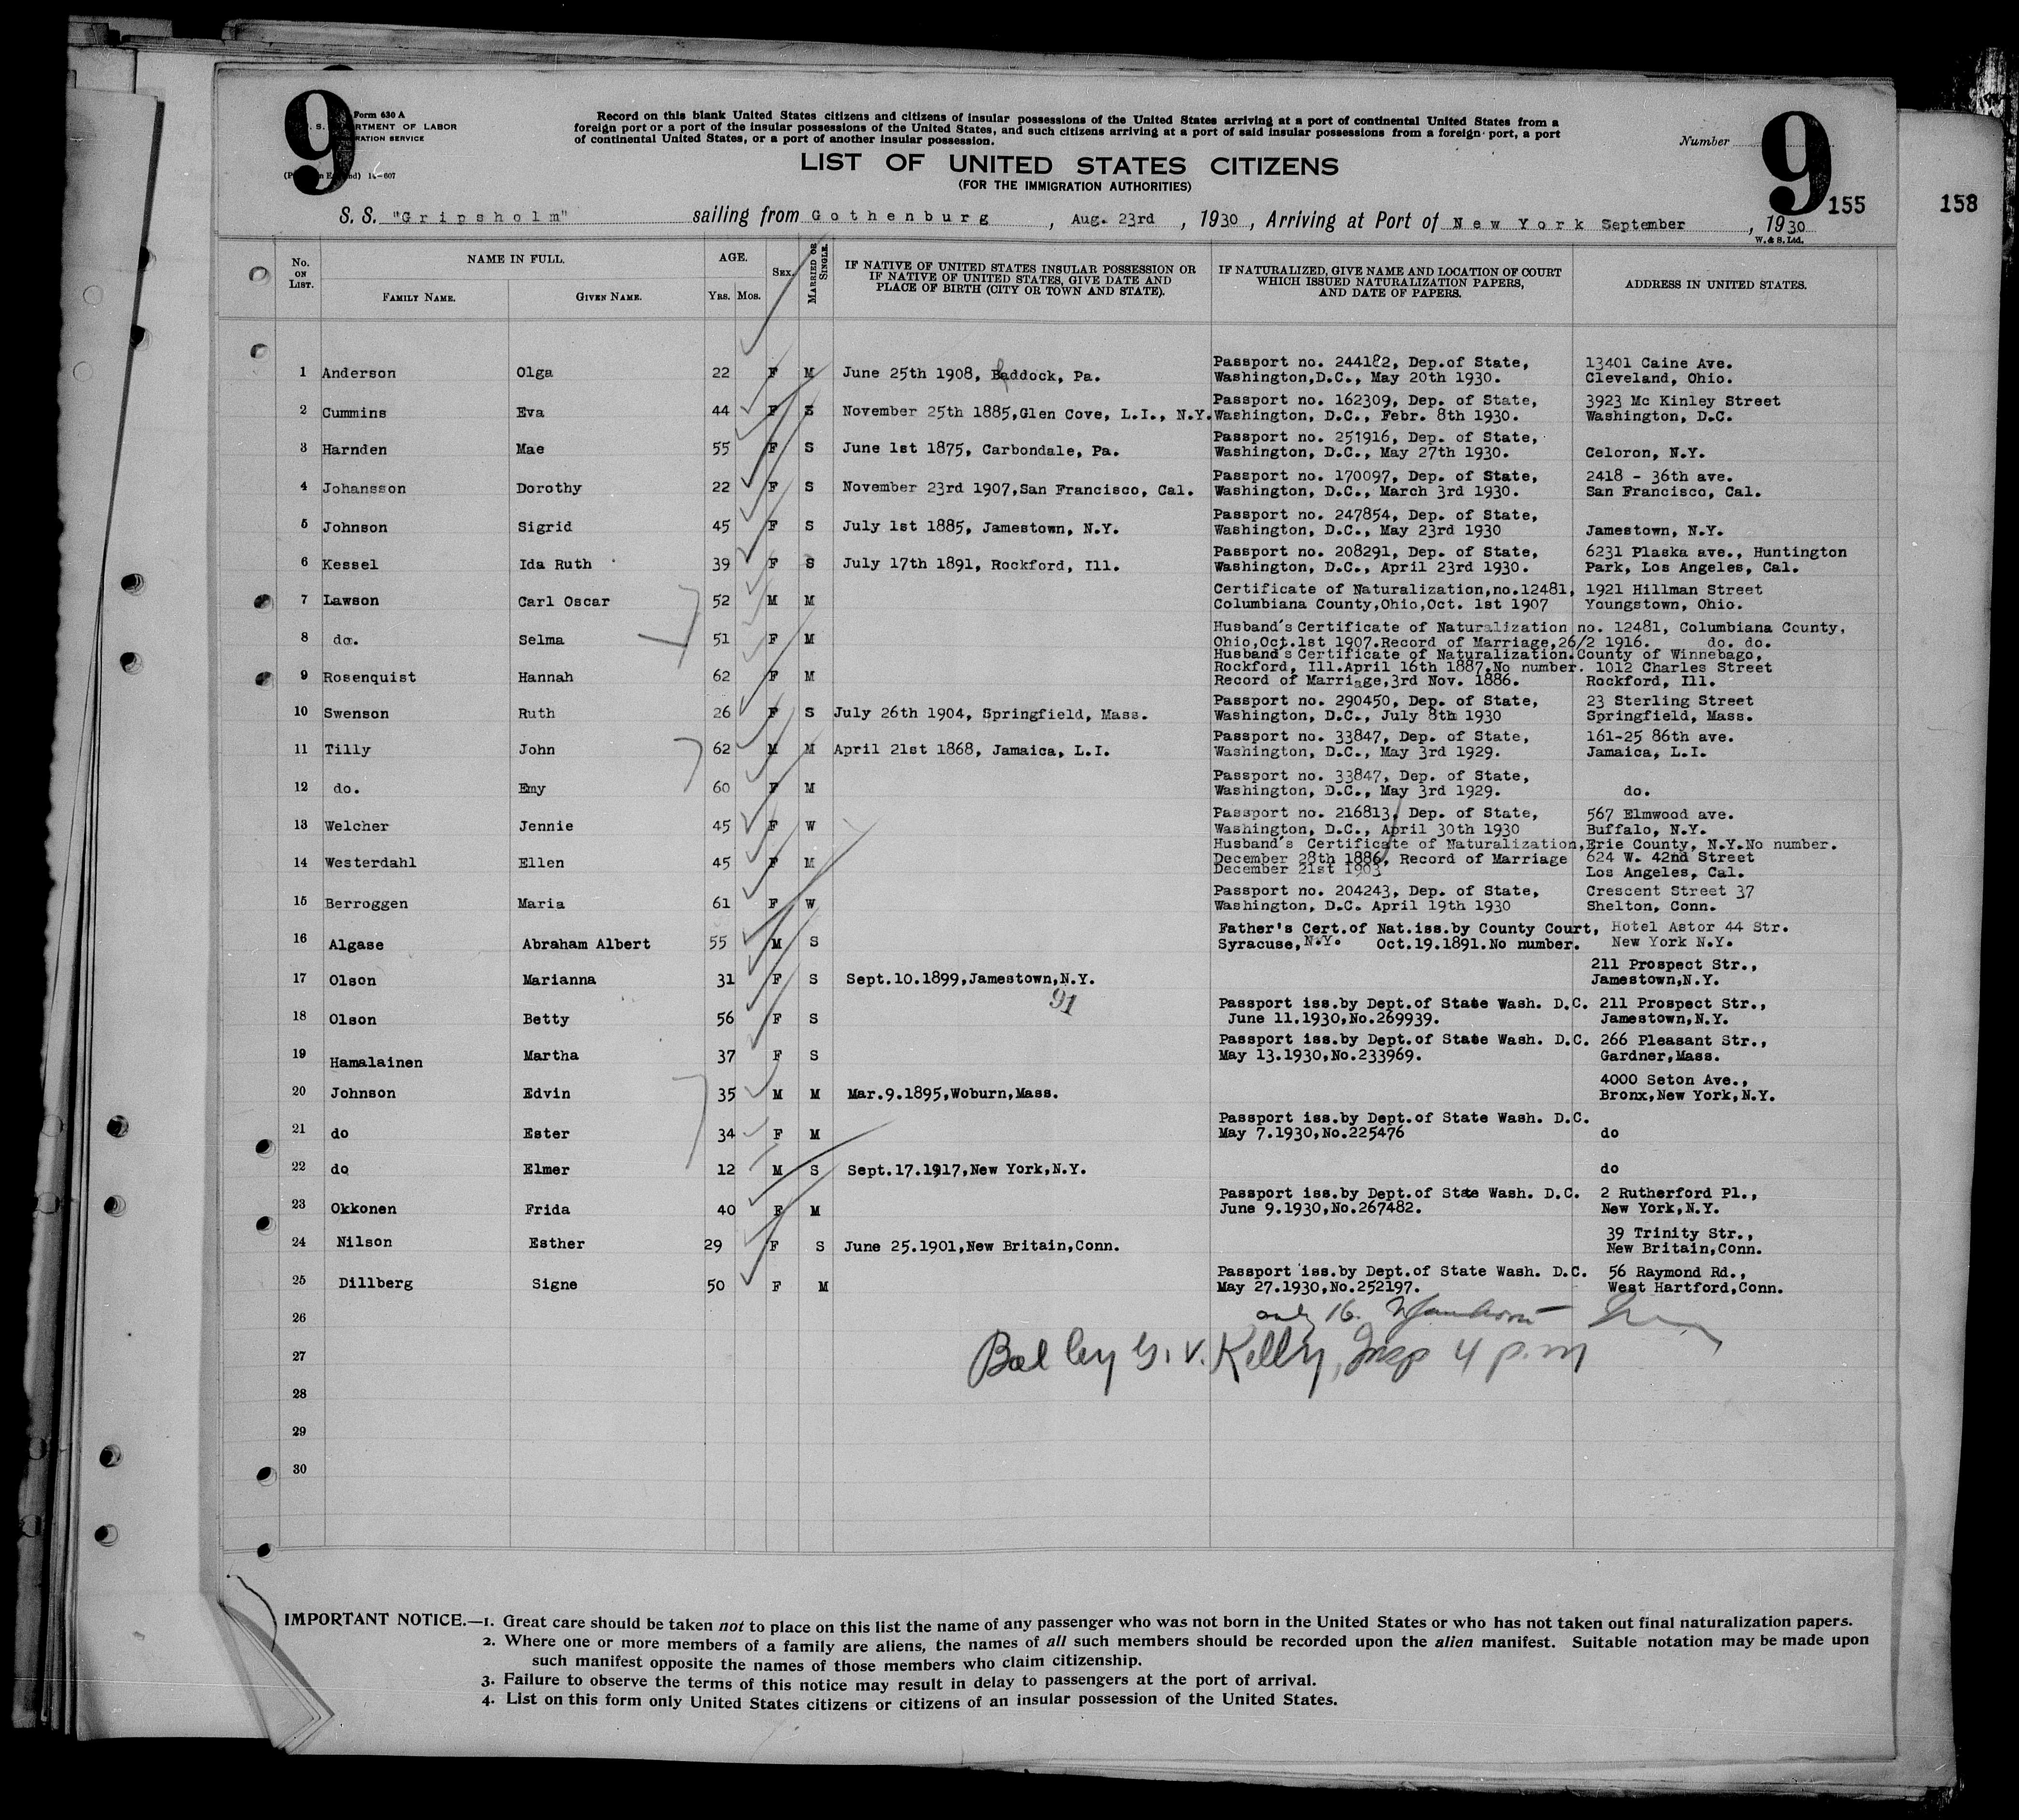 9
Form 630 A
RTMENT OF LABOR
RATION SERVICE
14-607
Record on this blank United States citizens and citizens of insular possessions of the United States arriving at a port of continental United States from a
foreign port or a port of the insular possessions of the United States, and such citizens arriving at a port of said insular possessions from a foreign port, a port
of continental United States, or a port of another insular possession.
Number
9
155
158
LIST OF UNITED STATES CITIZENS
(FOR THE IMMIGRATION AUTHORITIES)
S. S. "Gripsholm" sailing from Gothenburg, Aug. 23rd, 1930, Arriving at Port of New York September, 1930
W. & S. Ltd.
No. ON LIST. NAME IN FULL. FAMILY NAME. GIVEN NAME. AGE. YRS. MOS. SEX. MARRIED OR SINGLE. IF NATIVE OF UNITED STATES INSULAR POSSESSION OR IF NATIVE OF UNITED STATES, GIVE DATE AND PLACE OF BIRTH (CITY OR TOWN AND STATE). IF NATURALIZED, GIVE NAME AND LOCATION OF COURT WHICH ISSUED NATURALIZATION PAPERS, AND DATE OF PAPERS. ADDRESS IN UNITED STATES.
1 Anderson Olga 22 F M June 25th 1908, Baddock, Pa. Passport no. 244182, Dep.of State, 13401 Caine Ave.
Washington,D.C., May 20th 1930. Cleveland, Ohio.
2 Cummins Eva 44 F S November 25th 1885,Glen Cove, L.I., N.Y. Passport no. 162309, Dep. of State, 3923 Mc Kinley Street
Washington, D.C., Febr. 8th 1930. Washington, D.C.
3 Harnden Mae 55 F S June 1st 1875, Carbondale, Pa. Passport no. 251916, Dep. of State,
Washington, D.C., May 27th 1930. Celoron, N.Y.
4 Johansson Dorothy 22 F S November 23rd 1907,San Francisco, Cal. Passport no. 170097, Dep. of State, 2418 - 36th ave.
Washington, D.C., March 3rd 1930. San Francisco, Cal.
5 Johnson Sigrid 45 F S July 1st 1885, Jamestown, N.Y. Passport no. 247854, Dep. of State,
Washington, D.C., May 23rd 1930 Jamestown, N.Y.
6 Kessel Ida Ruth 39 F S July 17th 1891, Rockford, Ill. Passport no. 208291, Dep. of State, 6231 Plaska ave., Huntington
Washington, D.C., April 23rd 1930. Park, Los Angeles, Cal.
7 Lawson Carl Oscar 52 M M Certificate of Naturalization,no.12481, 1921 Hillman Street
Columbiana County,Ohio,Oct. 1st 1907 Youngstown, Ohio.
8 do. Selma 51 F M Husband's Certificate of Naturalization no. 12481, Columbiana County,
Ohio,Oct.1st 1907.Record of Marriage,26/2 1916. do. do.
9 Rosenquist Hannah 62 F M Husband's Certificate of Naturalization.County of Winnebago,
Rockford, Ill.April 16th 1887.No number. 1012 Charles Street
Record of Marriage,3rd Nov. 1886. Rockford, Ill.
10 Swenson Ruth 26 F S July 26th 1904, Springfield, Mass. Passport no. 290450, Dep. of State, 23 Sterling Street
Washington, D.C., July 8th 1930 Springfield, Mass.
11 Tilly John 62 M M April 21st 1868, Jamaica, L.I. Passport no. 33847, Dep. of State, 161-25 86th ave.
Washington, D.C., May 3rd 1929. Jamaica, L.I.
12 do. Emy 60 F M Passport no. 33847, Dep. of State,
Washington, D.C., May 3rd 1929. do.
13 Welcher Jennie 45 F W Passport no. 216813, Dep. of State, 567 Elmwood ave.
Washington, D.C., April 30th 1930 Buffalo, N.Y.
14 Westerdahl Ellen 45 F M Husband's Certificate of Naturalization,Erie County, N.Y.No number.
December 28th 1886, Record of Marriage 624 W. 42nd Street
December 21st 1903 Los Angeles, Cal.
15 Berroggen Maria 61 F W Passport no. 204243, Dep. of State, Crescent Street 37
Washington, D.C. April 19th 1930 Shelton, Conn.
16 Algase Abraham Albert 55 M S Father's Cert.of Nat.iss.by County Court, Hotel Astor 44 Str.
Syracuse, N.Y. Oct.19.1891.No number. New York N.Y.
17 Olson Marianna 31 F S Sept.10.1899,Jamestown,N.Y. 211 Prospect Str.,
Jamestown,N.Y.
91
18 Olson Betty 56 F S Passport iss.by Dept.of State Wash. D.C. 211 Prospect Str.,
June 11.1930,No.269939. Jamestown,N.Y.
19 Hamalainen Martha 37 F S Passport iss.by Dept.of State Wash. D.C. 266 Pleasant Str.,
May 13.1930,No.233969. Gardner,Mass.
20 Johnson Edvin 35 M M Mar.9.1895,Woburn,Mass. 4000 Seton Ave.,
Bronx,New York,N.Y.
21 do Ester 34 F M Passport iss.by Dept.of State Wash. D.C.
May 7.1930,No.225476 do
22 do Elmer 12 M S Sept.17.1917,New York,N.Y. do
23 Okkonen Frida 40 F M Passport iss.by Dept.of State Wash. D.C. 2 Rutherford Pl.,
June 9.1930,No.267482. New York,N.Y.
24 Nilson Esther 29 F S June 25.1901,New Britain,Conn. 39 Trinity Str.,
New Britain,Conn.
25 Dillberg Signe 50 F M Passport iss.by Dept.of State Wash. D.C. 56 Raymond Rd.,
May 27.1930,No.252197. West Hartford,Conn.
26 only 16.
27 Bal by G. V. Kelly, Insp 4 p.m
28
29
30
IMPORTANT NOTICE.—1. Great care should be taken not to place on this list the name of any passenger who was not born in the United States or who has not taken out final naturalization papers.
2. Where one or more members of a family are aliens, the names of all such members should be recorded upon the alien manifest. Suitable notation may be made upon
such manifest opposite the names of those members who claim citizenship.
3. Failure to observe the terms of this notice may result in delay to passengers at the port of arrival.
4. List on this form only United States citizens or citizens of an insular possession of the United States.